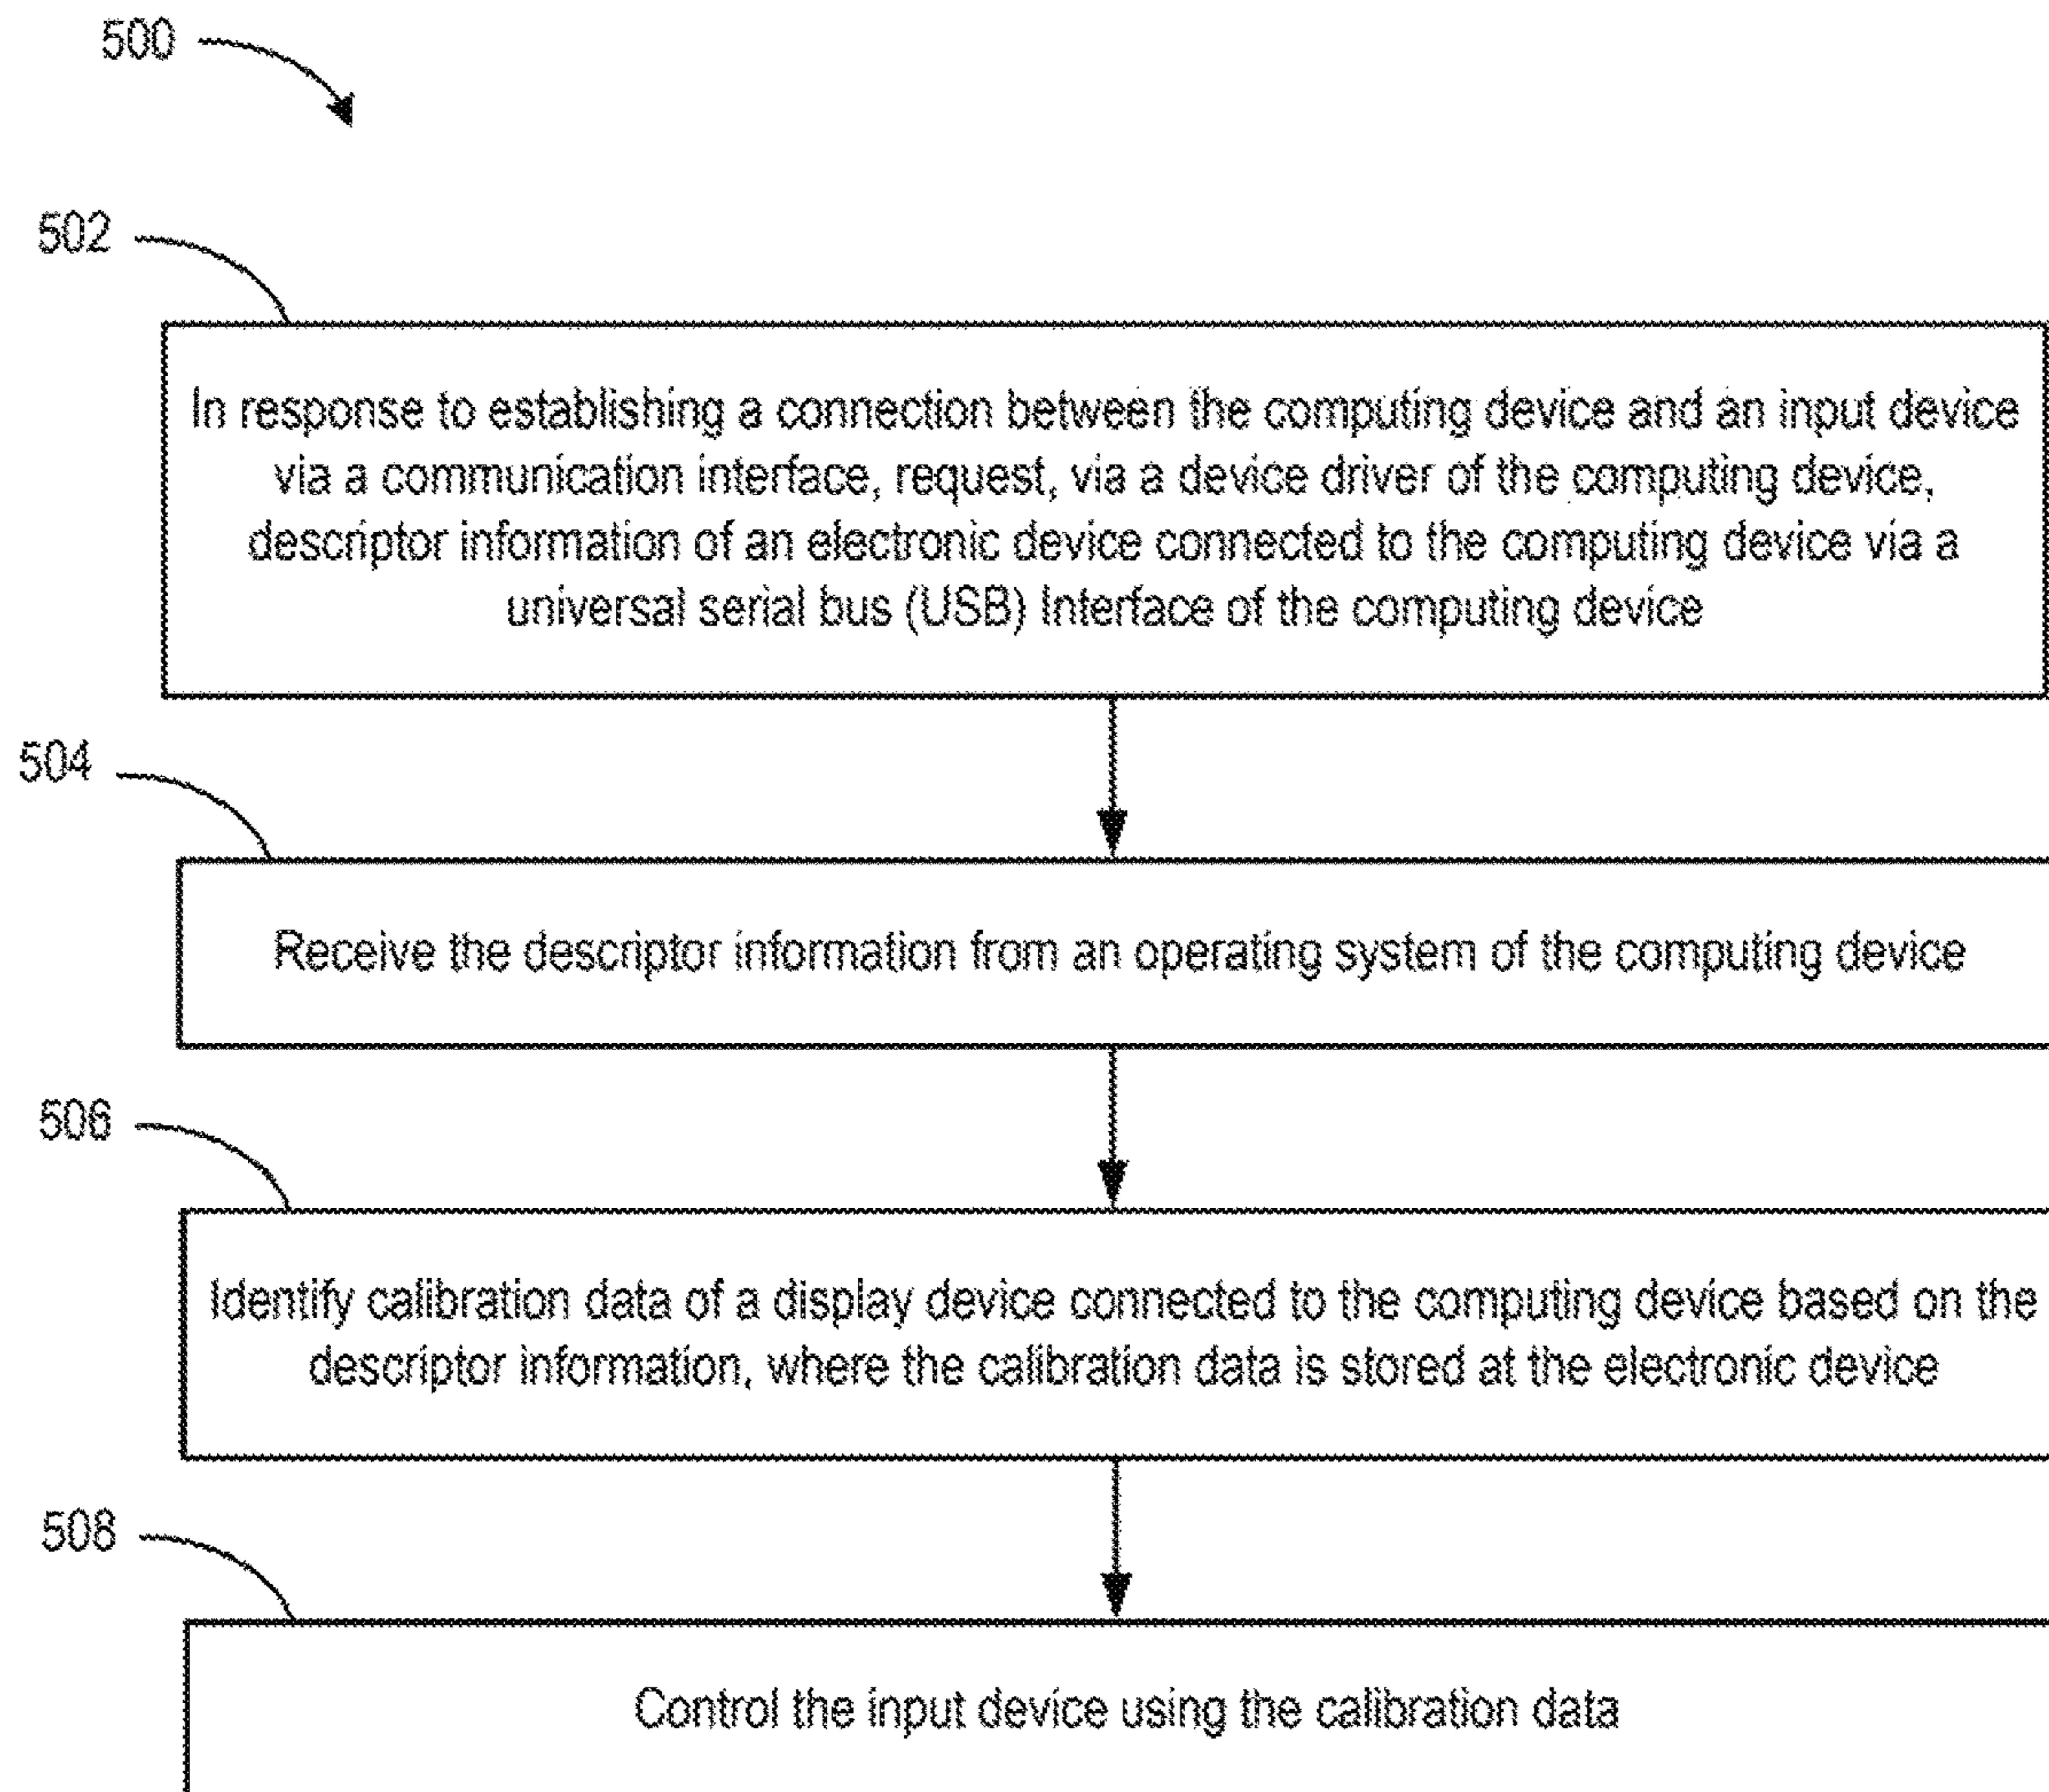 500
502
In response to establishing a connection between the computing device and an input device
via a communication interface, request, via a device driver of the computing device,
descriptor information of an electronic device connected to the computing device via a
universal serial bus (USB) Interface of the computing device
504
Receive the descriptor information from an operating system of the computing device
506
Identify calibration data of a display device connected to the computing device based on the
descriptor information, where the calibration data is stored at the electronic device
508
Control the input device using the calibration data